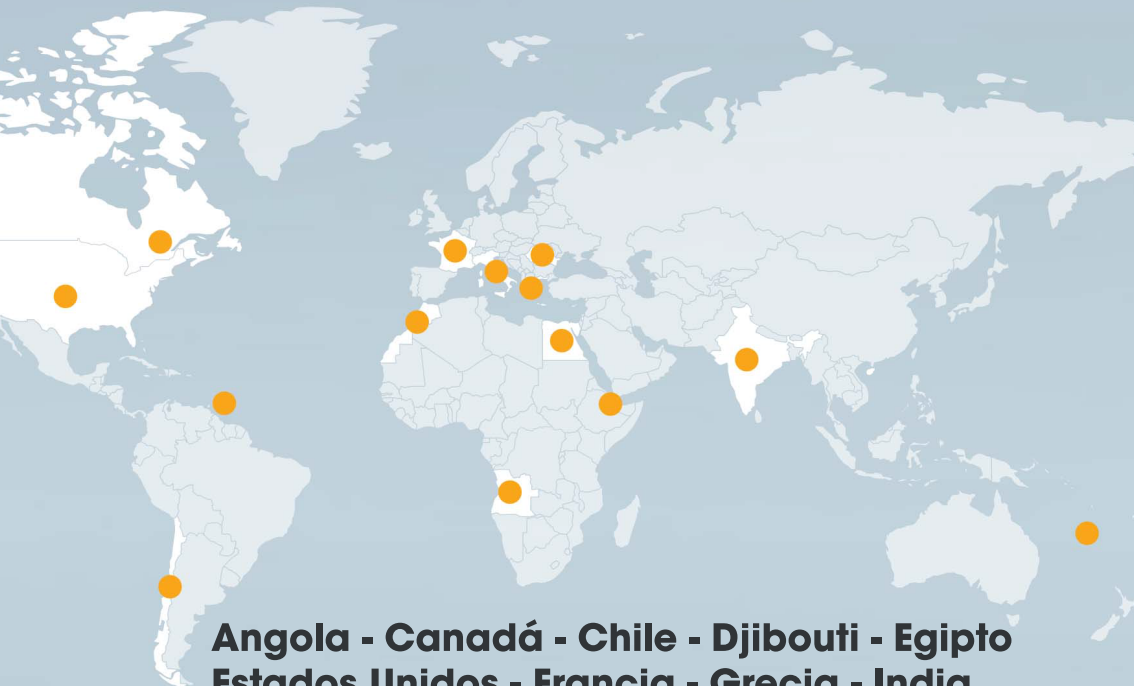 Angola - Canadá - Chile - Djibouti - Egipto
Estados Unidos - Francia - Grecia - India